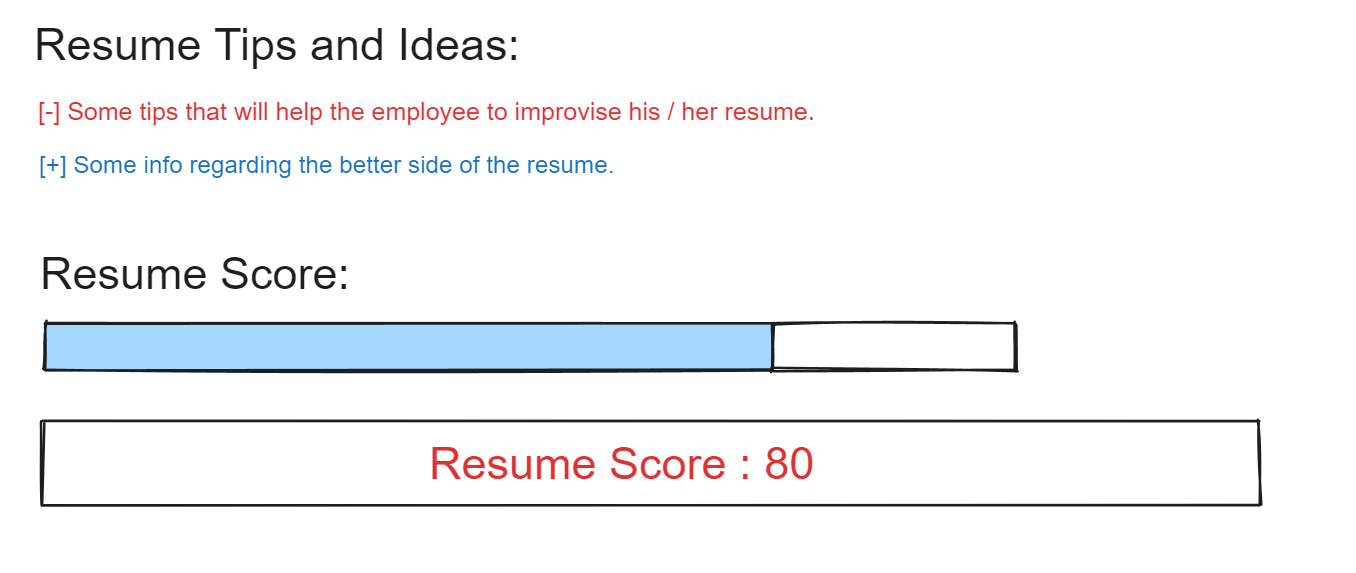 Resume Tips and Ideas:
[-] Some tips that will help the employee to improvise his / her resume.
[+] Some info regarding the better side of the resume.
Resume Score:
Resume Score : 80